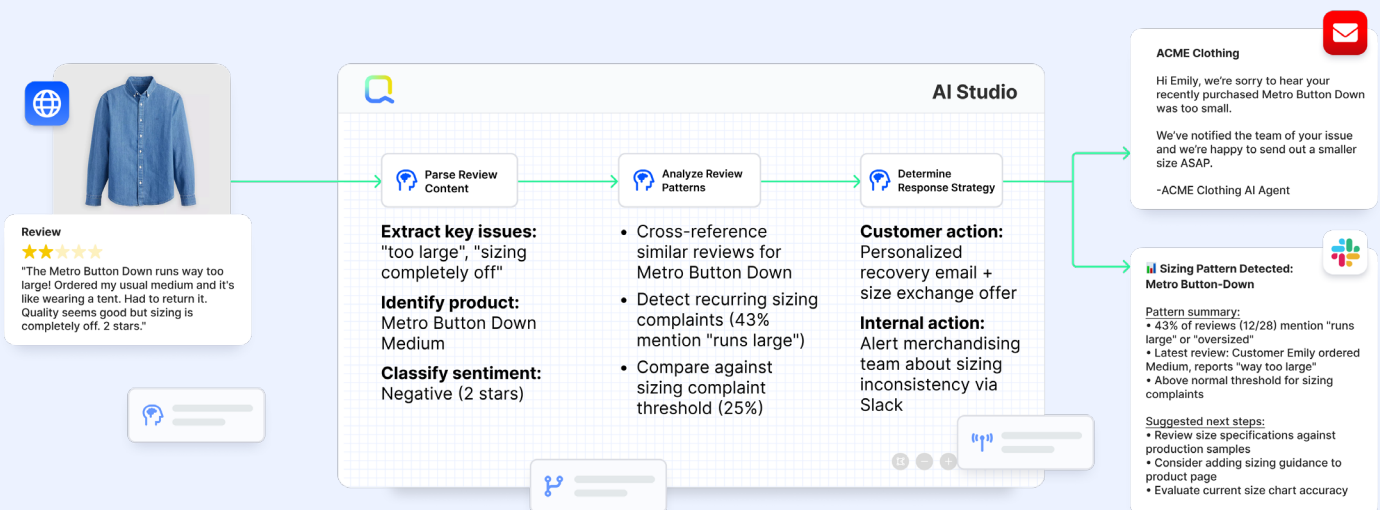 Review
"The Metro Button Down runs way too
large! Ordered my usual medium and it's
like wearing a tent. Had to return it.
Quality seems good but sizing is
completely off. 2 stars."
AI Studio
Parse Review
Content
Extract key issues:
"too large", "sizing
completely off"
Identify product:
Metro Button Down
Medium
Classify sentiment:
Negative (2 stars)
Analyze Review
Patterns
• Cross-reference
similar reviews for
Metro Button Down
• Detect recurring sizing
complaints (43%
mention "runs large")
• Compare against
sizing complaint
threshold (25%)
Determine
Response Strategy
Customer action:
Personalized
recovery email +
size exchange offer
Internal action:
Alert merchandising
team about sizing
inconsistency via
Slack
ACME Clothing
Hi Emily, we're sorry to hear your
recently purchased Metro Button Down
was too small.
We've notified the team of your issue
and we're happy to send out a smaller
size ASAP.
-ACME Clothing AI Agent
📊 Sizing Pattern Detected:
Metro Button-Down
Pattern summary:
• 43% of reviews (12/28) mention "runs
large" or "oversized"
• Latest review: Customer Emily ordered
Medium, reports "way too large"
• Above normal threshold for sizing
complaints
Suggested next steps:
• Review size specifications against
production samples
• Consider adding sizing guidance to
product page
• Evaluate current size chart accuracy